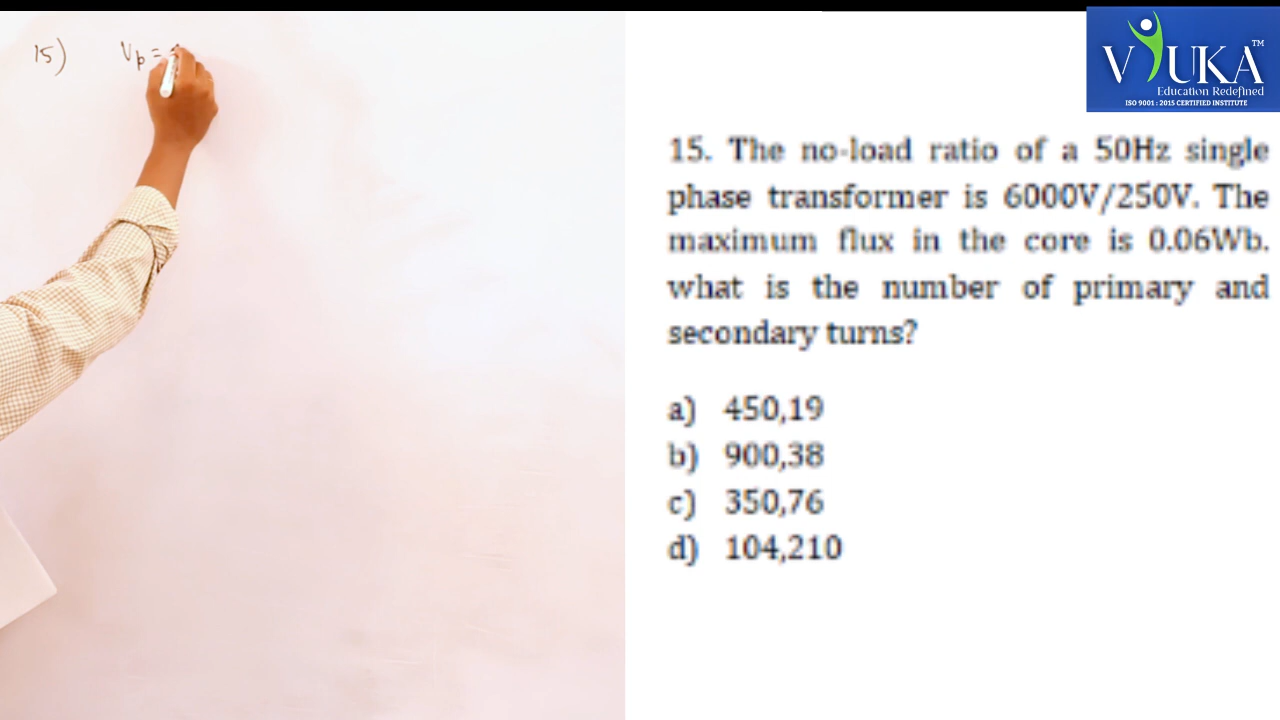 15) Vp =
VYUKA™
Education Redefined
ISO 9001 : 2015 CERTIFIED INSTITUTE
15. The no-load ratio of a 50Hz single
phase transformer is 6000V/250V. The
maximum flux in the core is 0.06Wb.
what is the number of primary and
secondary turns?
a) 450,19
b) 900,38
c) 350,76
d) 104,210